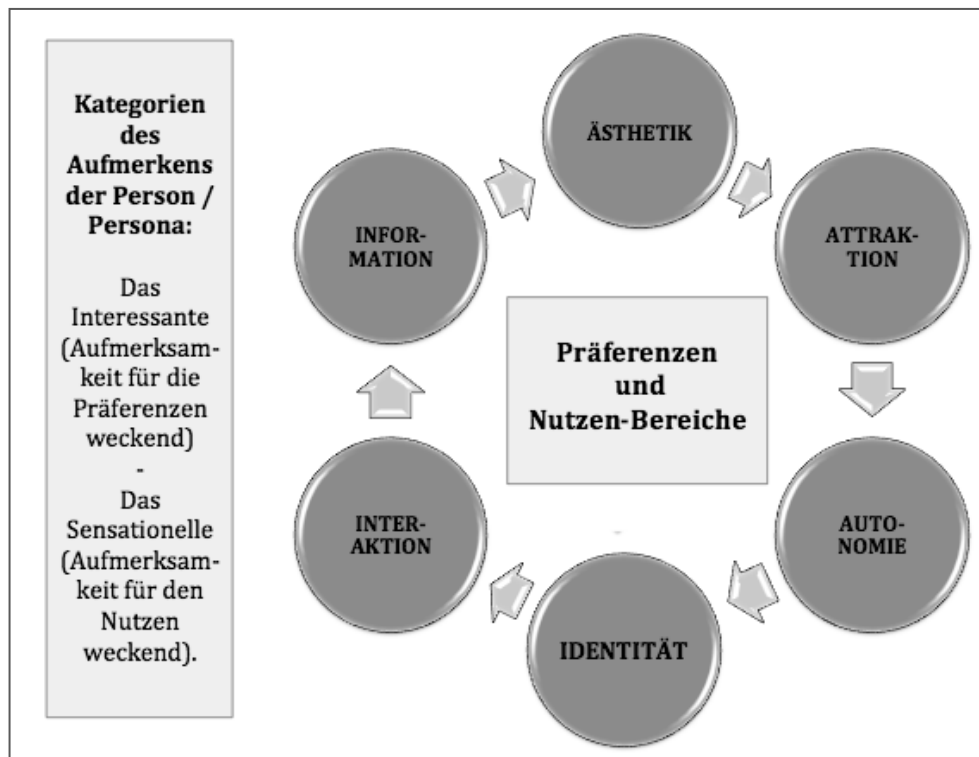 Kategorien
des
Aufmerkens
der Person /
Persona:
Das
Interessante
(Aufmerksam-
keit für die
Präferenzen
weckend)
-
Das
Sensationelle
(Aufmerksam-
keit für den
Nutzen
weckend).
ÄSTHETIK
ATTRAK-
TION
AUTO-
NOMIE
IDENTITÄT
INTER-
AKTION
INFOR-
MATION
Präferenzen
und
Nutzen-Bereiche